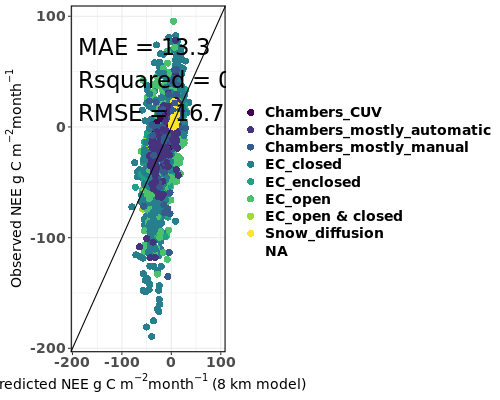 100
0
-100
-200
-200
-100
0
100
Observed NEE g C m−2month−1
MAE = 13.3
Rsquared = 0
RMSE = 16.7
redicted NEE g C m−2month−1 (8 km model)
Chambers_CUV
Chambers_mostly_automatic
Chambers_mostly_manual
EC_closed
EC_enclosed
EC_open
EC_open & closed
Snow_diffusion
NA